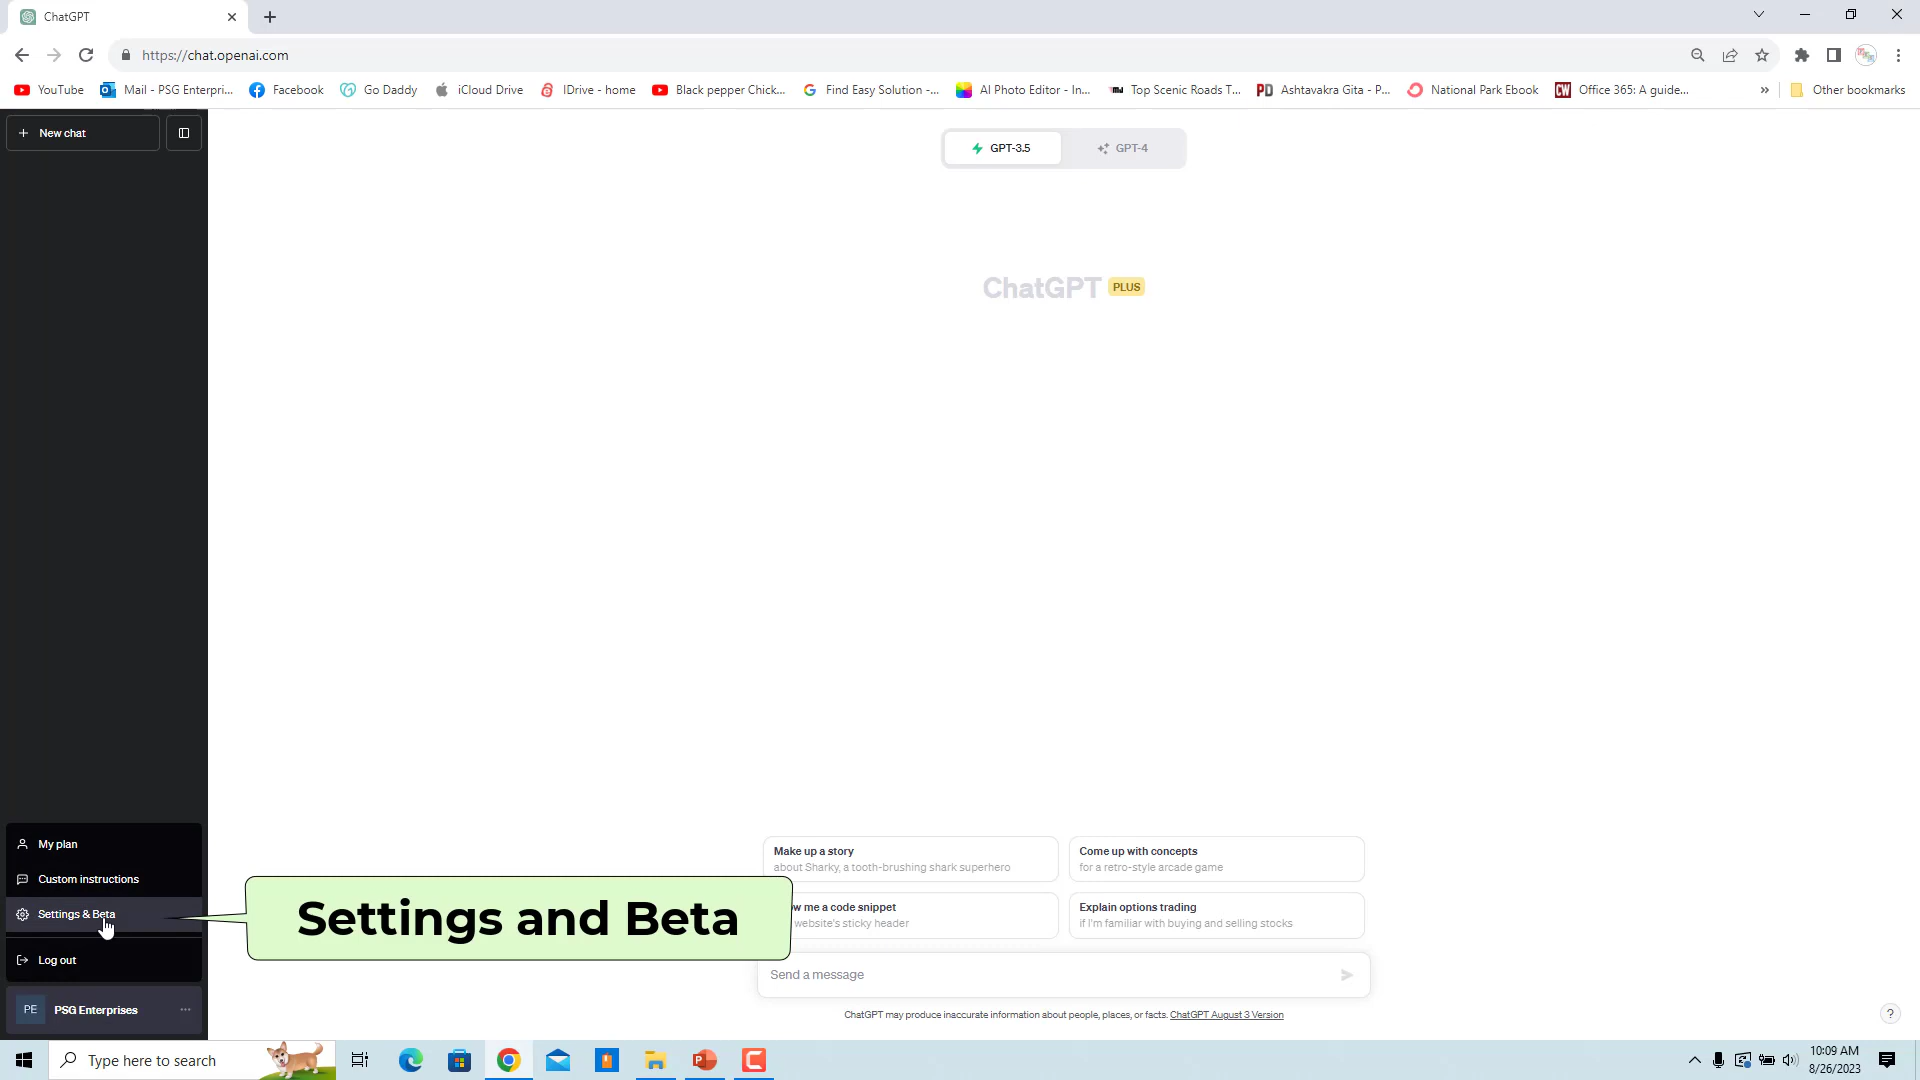 ChatGPT
https://chat.openai.com
YouTube
Mail - PSG Enterpri...
Facebook
Go Daddy
iCloud Drive
IDrive - home
Black pepper Chick...
Find Easy Solution -...
AI Photo Editor - In...
Top Scenic Roads T...
PD Ashtavakra Gita - P...
National Park Ebook
CW Office 365: A guide...
»
Other bookmarks
+ New chat
GPT-3.5
GPT-4
ChatGPT PLUS
My plan
Custom instructions
Settings & Beta
Log out
PE PSG Enterprises ...
Settings and Beta
Make up a story
about Sharky, a tooth-brushing shark superhero
Come up with concepts
for a retro-style arcade game
me a code snippet
website's sticky header
Explain options trading
if I'm familiar with buying and selling stocks
Send a message
ChatGPT may produce inaccurate information about people, places, or facts. ChatGPT August 3 Version
?
Type here to search
10:09 AM
8/26/2023